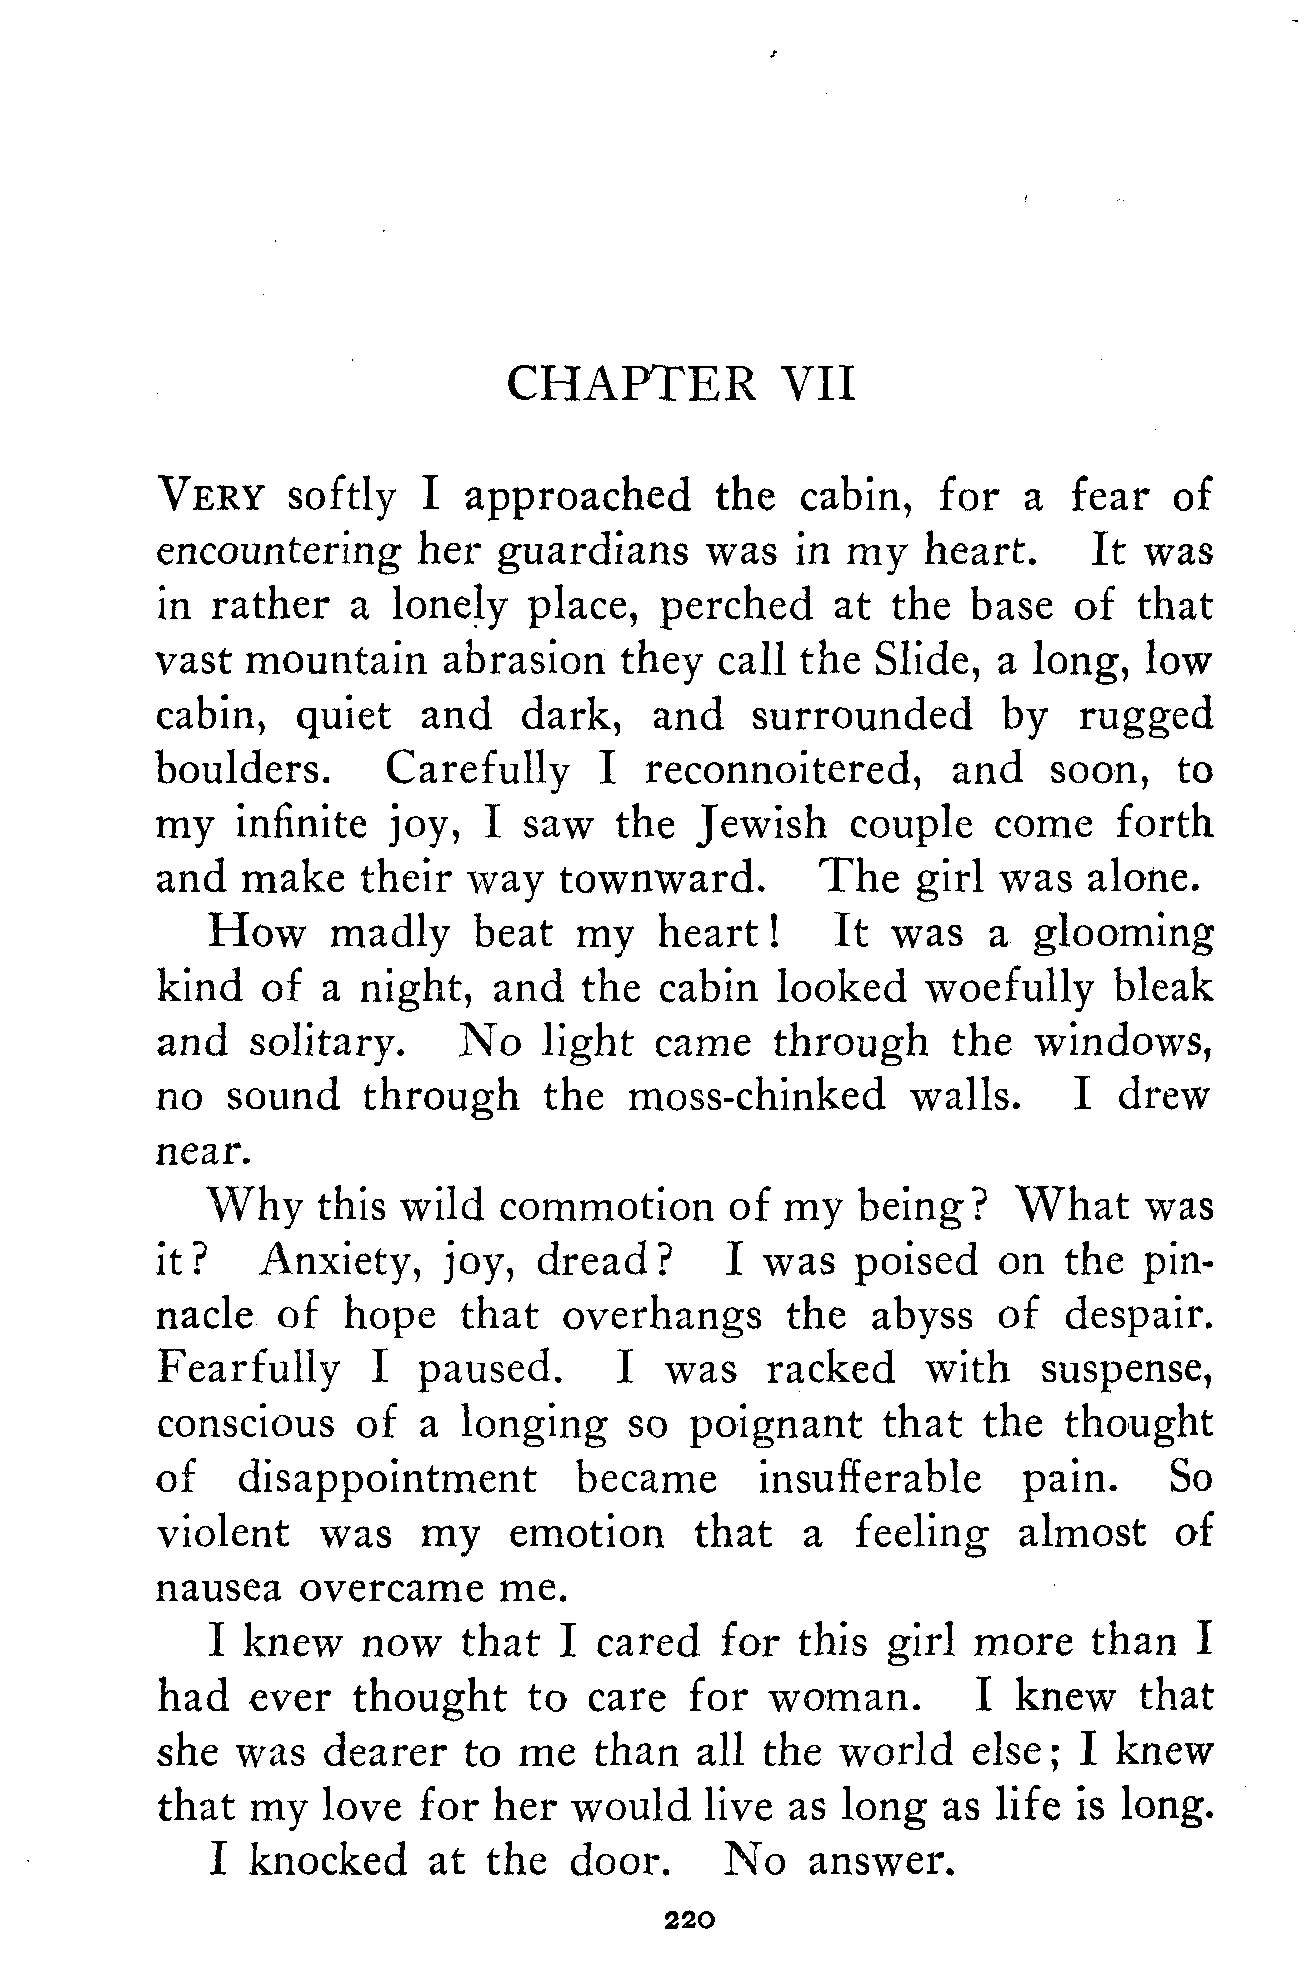 CHAPTER VII
VERY softly I approached the cabin, for a fear of
encountering her guardians was in my heart. It was
in rather a lonely place, perched at the base of that
vast mountain abrasion they call the Slide, a long, low
cabin, quiet and dark, and surrounded by rugged
boulders. Carefully I reconnoitered, and soon, to
my infinite joy, I saw the Jewish couple come forth
and make their way townward. The girl was alone.
How madly beat my heart! It was a glooming
kind of a night, and the cabin looked woefully bleak
and solitary. No light came through the windows,
no sound through the moss-chinked walls. I drew
near.
Why this wild commotion of my being? What was
it? Anxiety, joy, dread? I was poised on the pin-
nacle of hope that overhangs the abyss of despair.
Fearfully I paused. I was racked with suspense,
conscious of a longing so poignant that the thought
of disappointment became insufferable pain. So
violent was my emotion that a feeling almost of
nausea overcame me.
I knew now that I cared for this girl more than I
had ever thought to care for woman. I knew that
she was dearer to me than all the world else; I knew
that my love for her would live as long as life is long.
I knocked at the door. No answer.
220